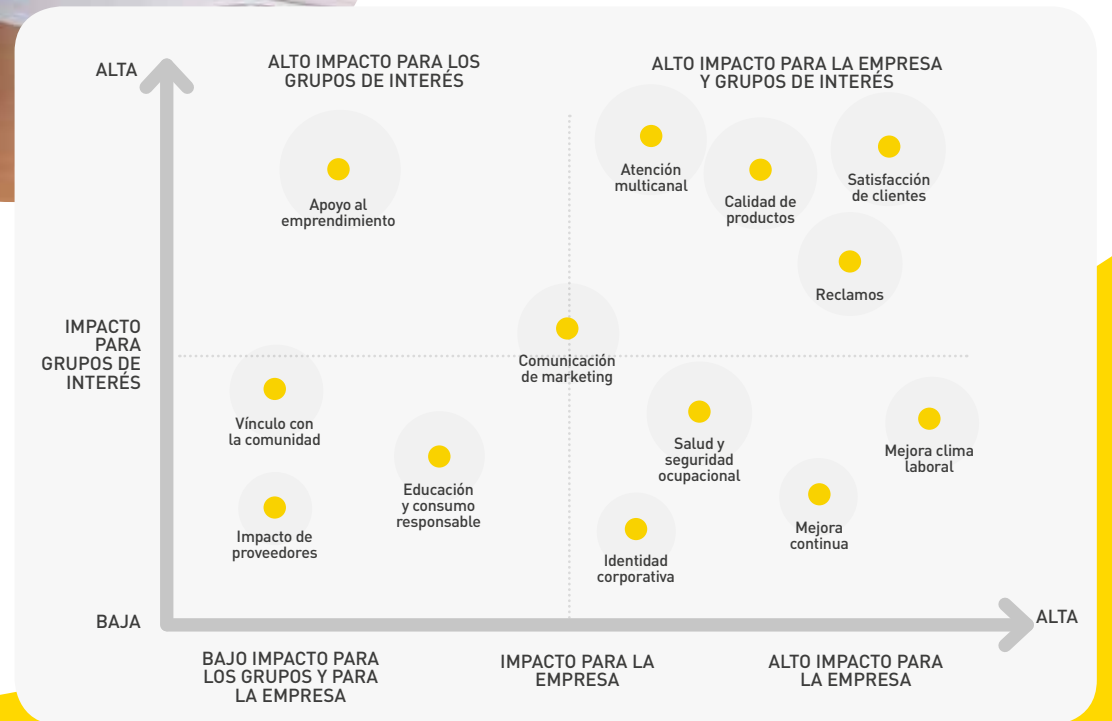 ALTA
ALTO IMPACTO PARA LOS
GRUPOS DE INTERÉS
ALTO IMPACTO PARA LA EMPRESA
Y GRUPOS DE INTERÉS
Atención
multicanal
Calidad de
productos
Satisfacción
de clientes
Apoyo al
emprendimiento
Reclamos
IMPACTO
PARA
GRUPOS DE
INTERÉS
Comunicación
de marketing
Vínculo con
la comunidad
Salud y
seguridad
ocupacional
Mejora clima
laboral
Educación
y consumo
responsable
Impacto de
proveedores
Mejora
continua
Identidad
corporativa
BAJA
ALTA
BAJO IMPACTO PARA
LOS GRUPOS Y PARA
LA EMPRESA
IMPACTO PARA LA
EMPRESA
ALTO IMPACTO PARA
LA EMPRESA